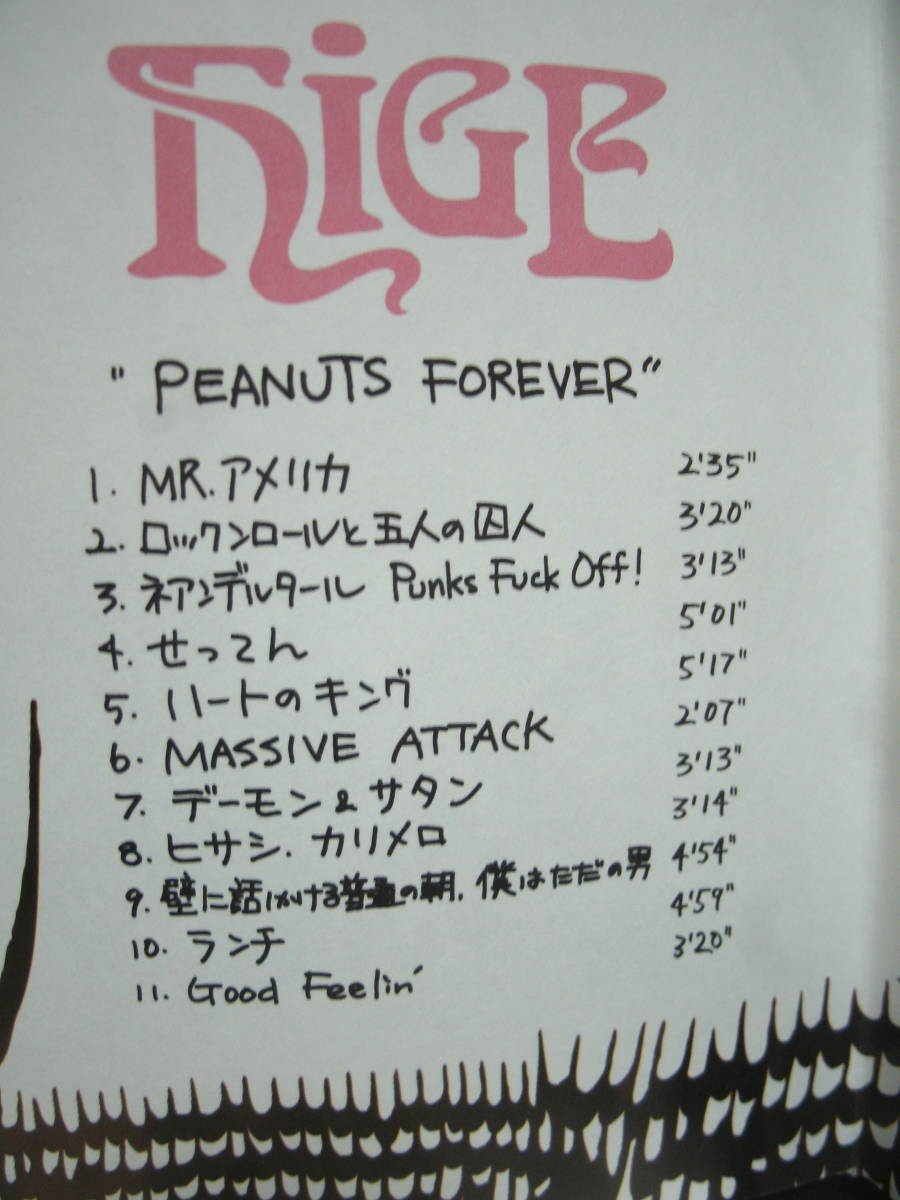 HiGE
"PEANUTS FOREVER"
1. MR.アメリカ 2'35"
2. ロックンロールと五人の囚人 3'20"
3. ネアンデルタール Punks Fuck Off! 3'13"
4. せってん 5'01"
5. ハートのキング 5'17"
6. MASSIVE ATTACK 2'07"
7. デーモン&サタン 3'13"
8. ヒサシ.カリメロ 3'14"
9. 壁に話しかける普通の朝,僕はただの男 4'54"
10. ランチ 4'59"
11. Good Feelin' 3'20"